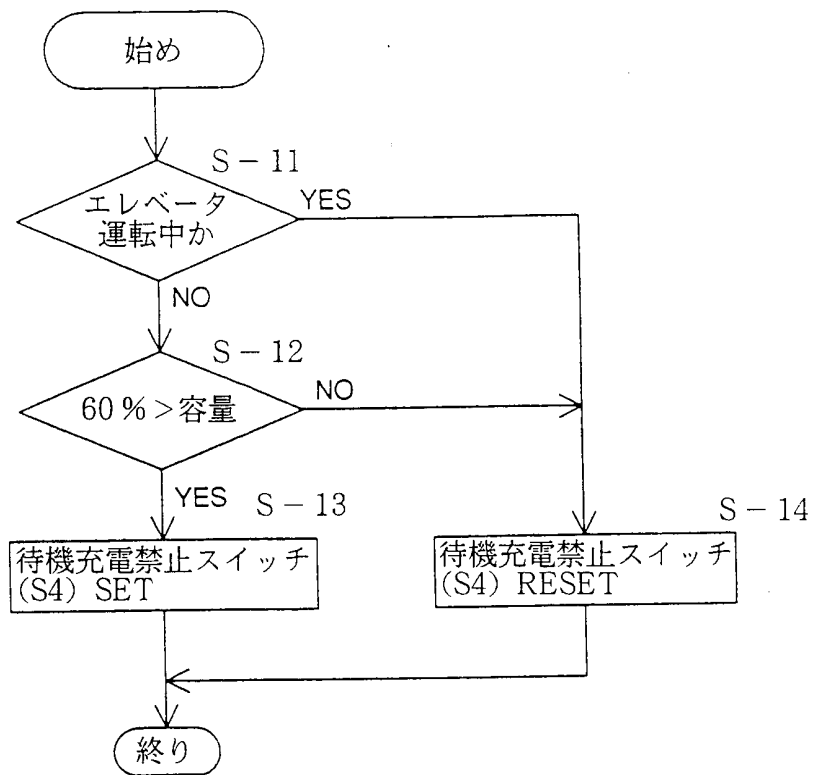 始め
S-11
エレベータ
運転中か
YES
NO
S-12
60%>容量
NO
YES
S-13
待機充電禁止スイッチ
(S4) SET
S-14
待機充電禁止スイッチ
(S4) RESET
終り